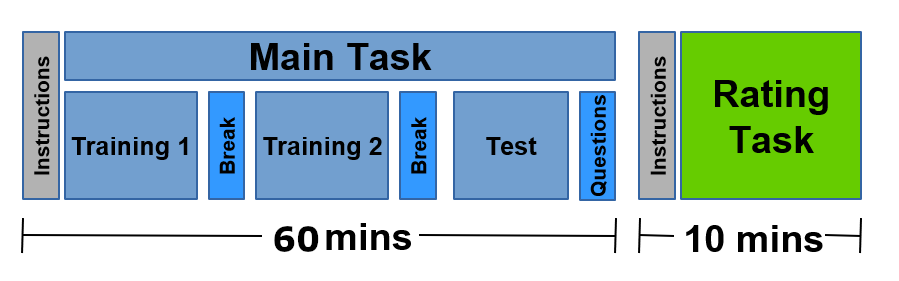 Instructions
Main Task
Training 1
Break
Training 2
Break
Test
Questions
Instructions
Rating
Task
60 mins
10 mins